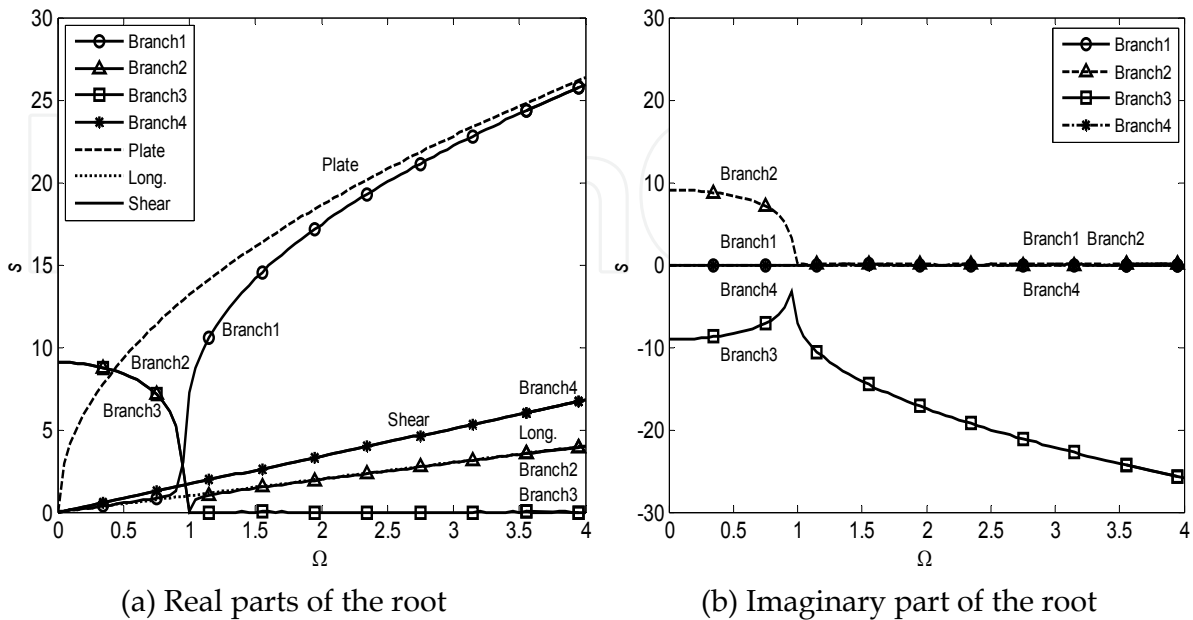 30
25
20
15
10
5
0
0
0.5
1
1.5
2
2.5
3
3.5
4
s
Ω
Branch1
Branch2
Branch3
Branch4
Plate
Long.
Shear
Plate
Branch1
Branch2
Branch3
Branch4
Shear
Long.
Branch2
Branch3
(a) Real parts of the root
30
20
10
0
-10
-20
-30
0
0.5
1
1.5
2
2.5
3
3.5
4
s
Ω
Branch1
Branch2
Branch3
Branch4
Branch2
Branch1
Branch1 Branch2
Branch4
Branch4
Branch3
(b) Imaginary part of the root